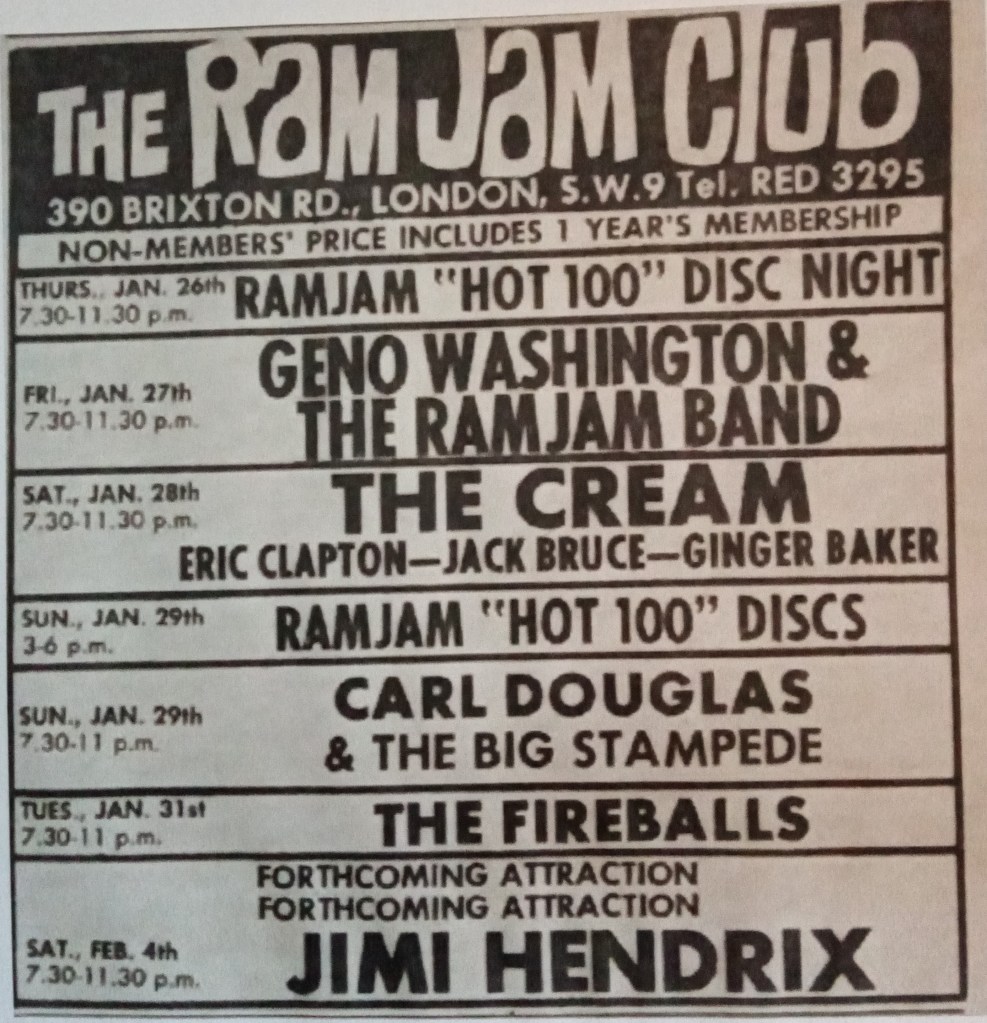 THE RAM JAM CLUB
390 BRIXTON RD., LONDON, S.W.9 Tel. RED 3295
NON-MEMBERS' PRICE INCLUDES 1 YEAR'S MEMBERSHIP
THURS., JAN. 26th
7.30-11.30 p.m.
RAMJAM "HOT 100" DISC NIGHT
FRI., JAN. 27th
7.30-11.30 p.m.
GENO WASHINGTON &
THE RAMJAM BAND
SAT., JAN. 28th
7.30-11.30 p.m.
THE CREAM
ERIC CLAPTON—JACK BRUCE—GINGER BAKER
SUN., JAN. 29th
3-6 p.m.
RAMJAM "HOT 100" DISCS
SUN., JAN. 29th
7.30-11 p.m.
CARL DOUGLAS
& THE BIG STAMPEDE
TUES., JAN. 31st
7.30-11 p.m.
THE FIREBALLS
FORTHCOMING ATTRACTION
FORTHCOMING ATTRACTION
SAT., FEB. 4th
7.30-11.30 p.m.
JIMI HENDRIX